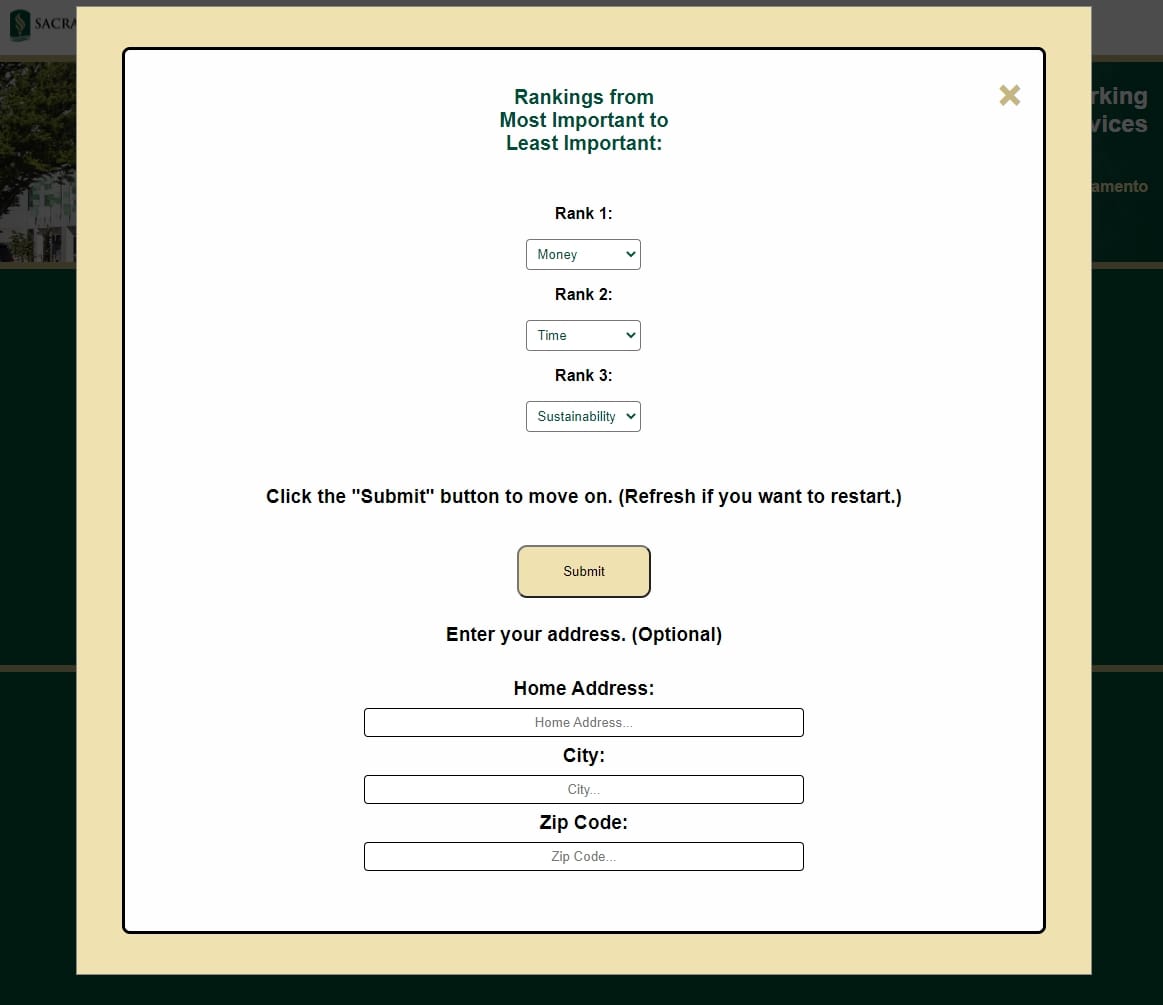 SACRA
rking
vices
amento
Rankings from
Most Important to
Least Important:
Rank 1:
Money
Rank 2:
Time
Rank 3:
Sustainability
Click the "Submit" button to move on. (Refresh if you want to restart.)
Submit
Enter your address. (Optional)
Home Address:
Home Address...
City:
City...
Zip Code:
Zip Code...